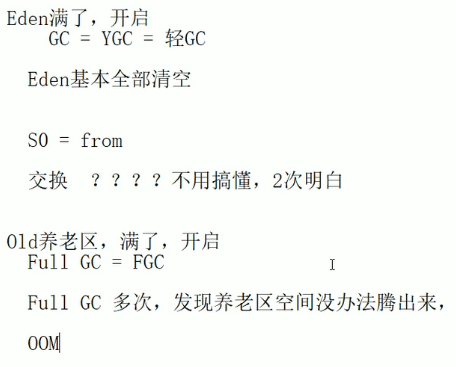 Eden满了，开启
GC = YGC = 轻GC
Eden基本全部清空
S0 = from
交换 ？？？？不用搞懂，2次明白
Old养老区，满了，开启
Full GC = FGC
Full GC 多次，发现养老区空间没办法腾出来，
OOM